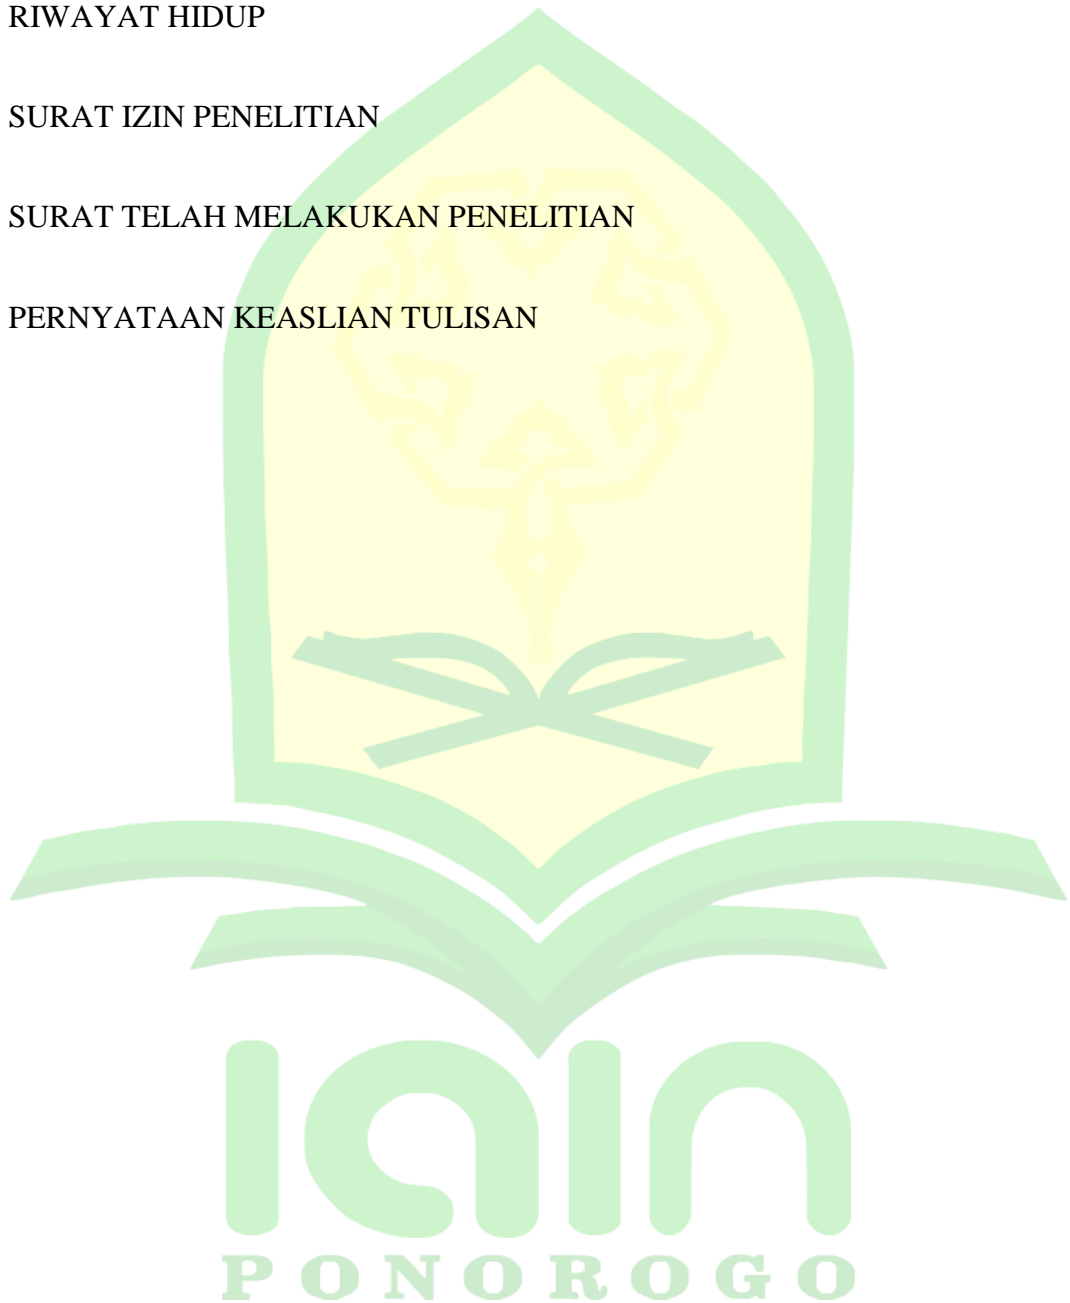 RIWAYAT HIDUP
SURAT IZIN PENELITIAN
SURAT TELAH MELAKUKAN PENELITIAN
PERNYATAAN KEASLIAN TULISAN
iain
PONOROGO